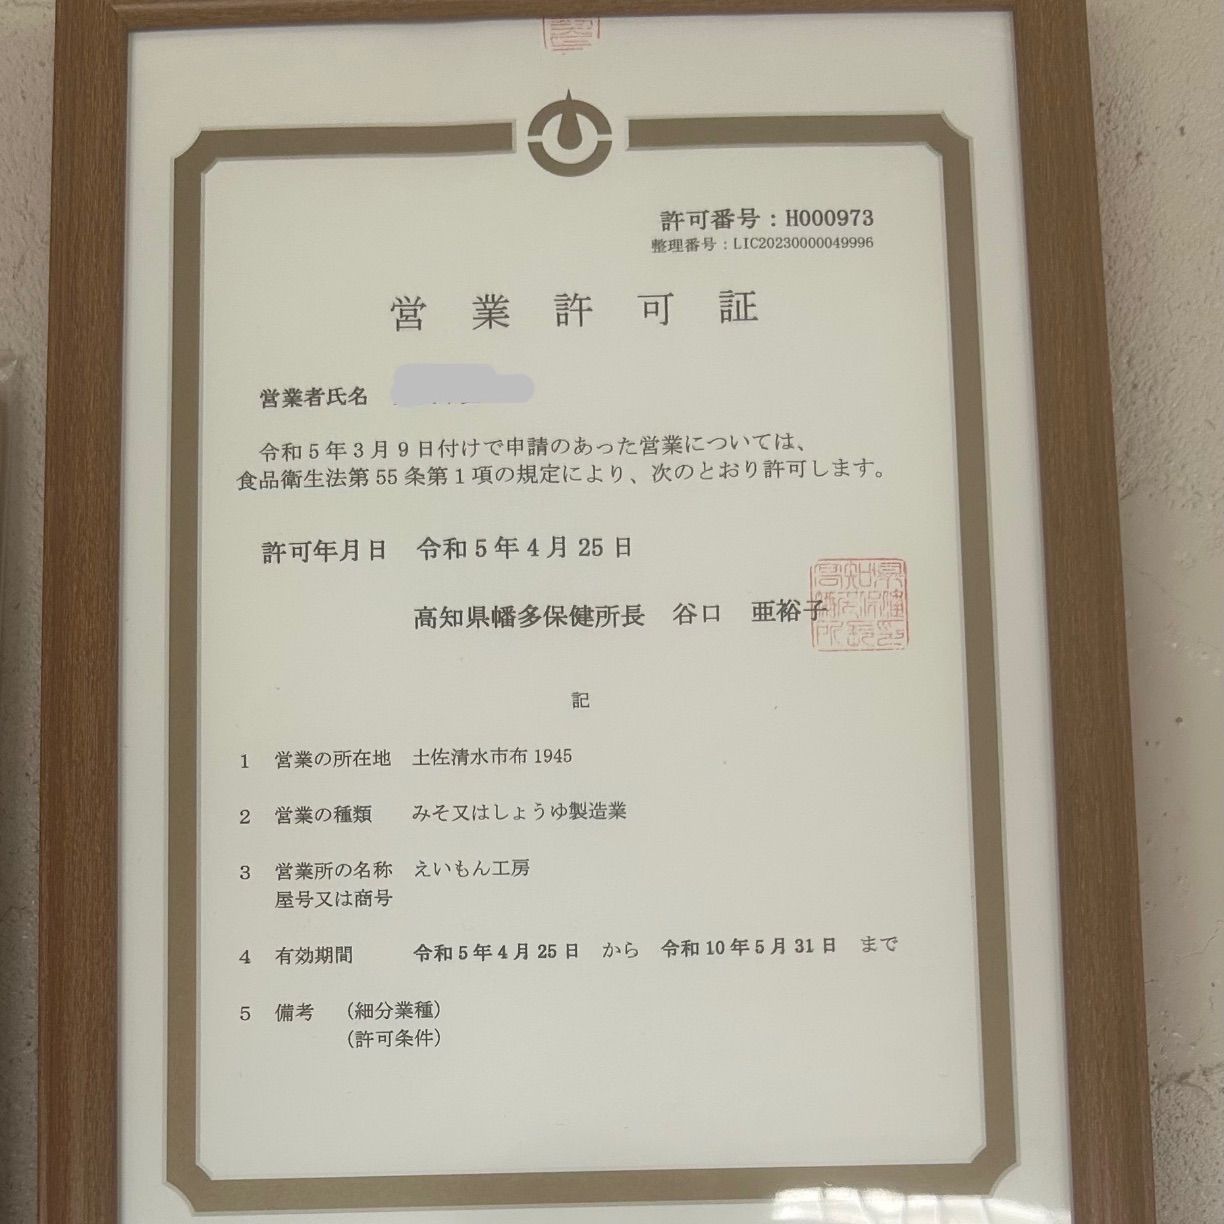 許可番号：H000973
整理番号：LIC20230000049996
営業許可証
営業者氏名
令和5年3月9日付けで申請のあった営業については、
食品衛生法第55条第1項の規定により、次のとおり許可します。
許可年月日　令和5年4月25日
高知県幡多保健所長　谷口　亜裕子
記
1　営業の所在地　土佐清水市布1945
2　営業の種類　みそ又はしょうゆ製造業
3　営業所の名称　えいもん工房
屋号又は商号
4　有効期間　令和5年4月25日　から　令和10年5月31日　まで
5　備考　（細分業種）
（許可条件）